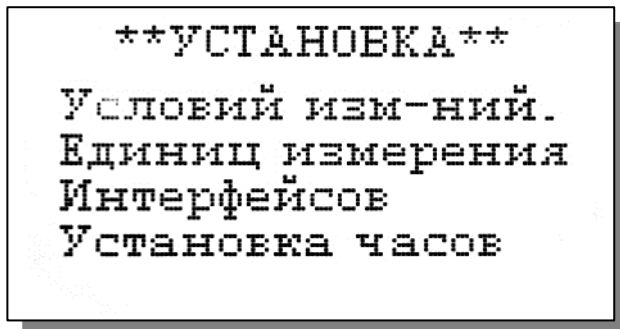 **УСТАНОВКА**
Условий изм-ний.
Единиц измерения
Интерфейсов
Установка часов